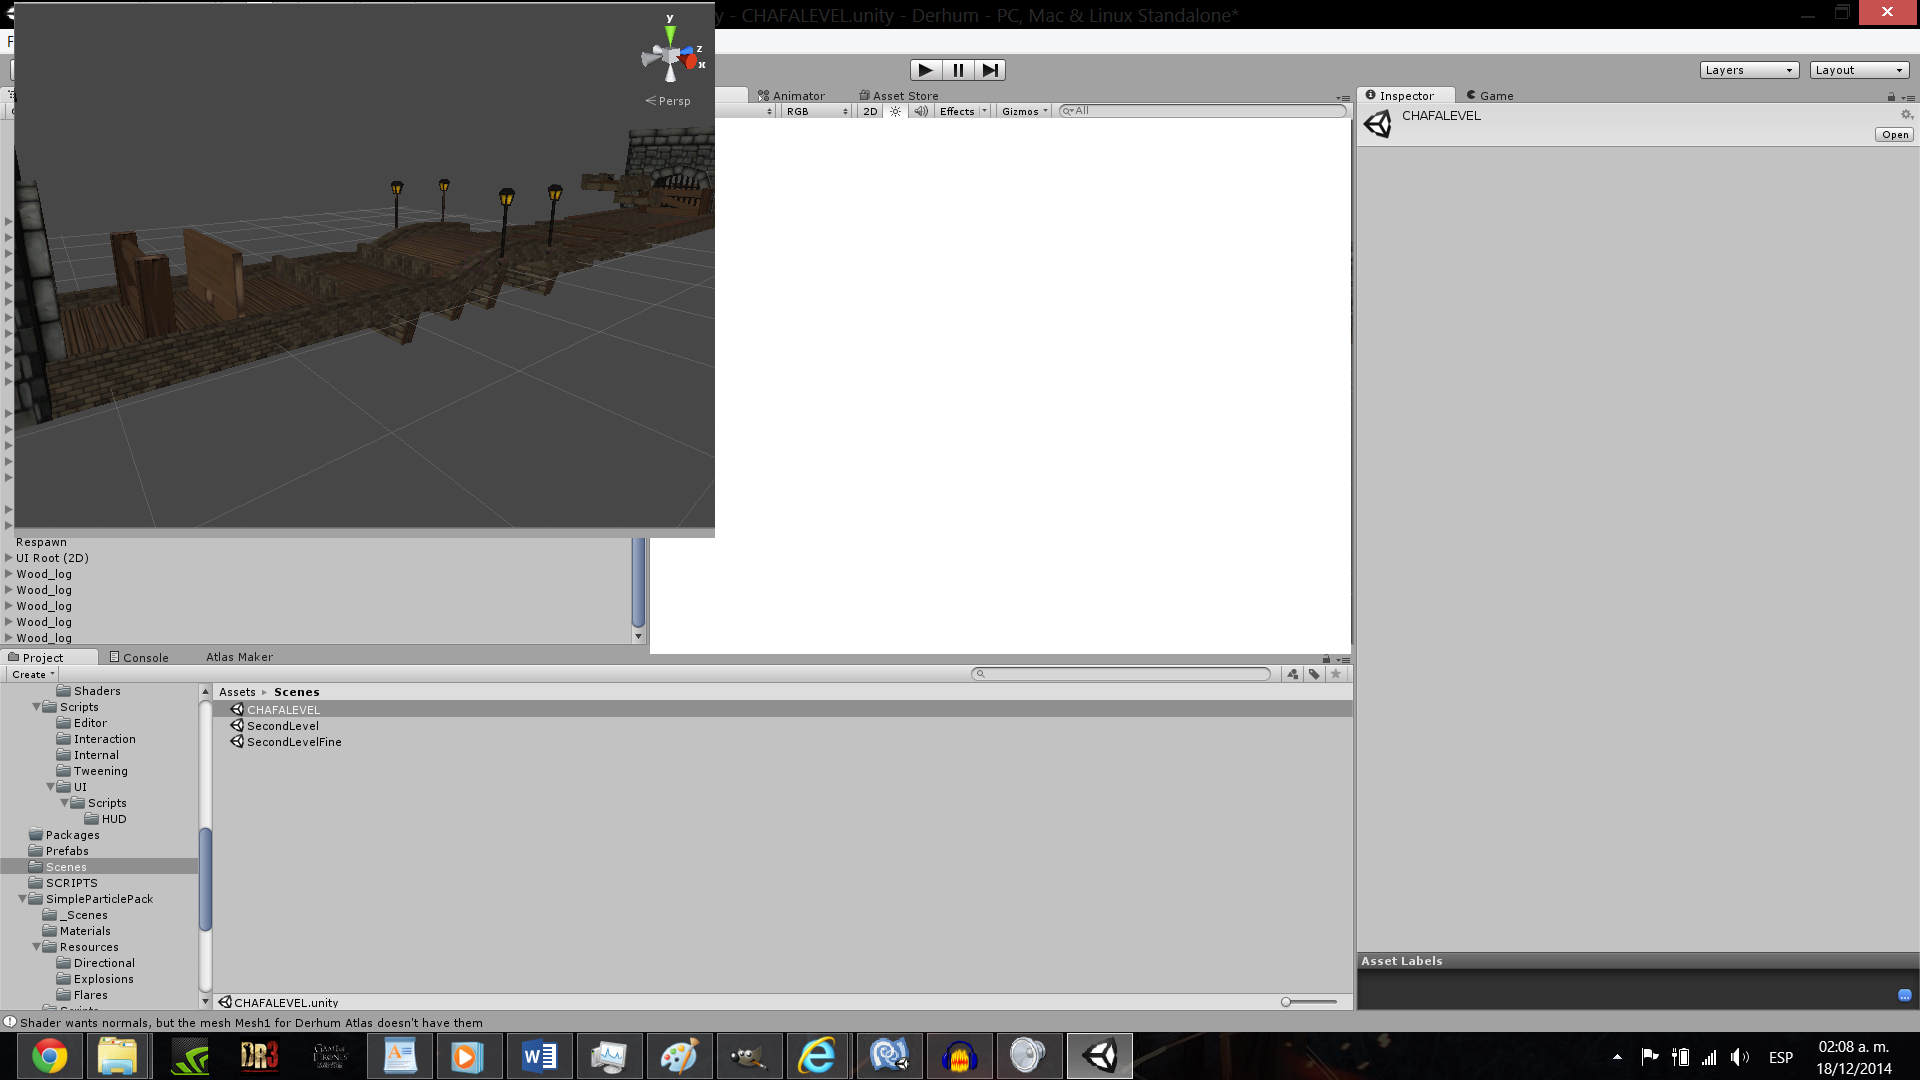 y - CHAFALEVEL.unity - Derhum - PC, Mac & Linux Standalone*
y
z
x
Persp
Layers
Layout
Animator
Asset Store
RGB
2D
Effects
Gizmos
All
Inspector
Game
CHAFALEVEL
Open
Respawn
UI Root (2D)
Wood_log
Wood_log
Wood_log
Wood_log
Wood_log
Project
Console
Atlas Maker
Create
Shaders
Scripts
Editor
Interaction
Internal
Tweening
UI
Scripts
HUD
Packages
Prefabs
Scenes
SCRIPTS
SimpleParticlePack
_Scenes
Materials
Resources
Directional
Explosions
Flares
Assets
Scenes
CHAFALEVEL
SecondLevel
SecondLevelFine
CHAFALEVEL.unity
Asset Labels
Shader wants normals, but the mesh Mesh1 for Derhum Atlas doesn't have them
DR3
GAME OF THRONES
ESP
02:08 a. m.
18/12/2014